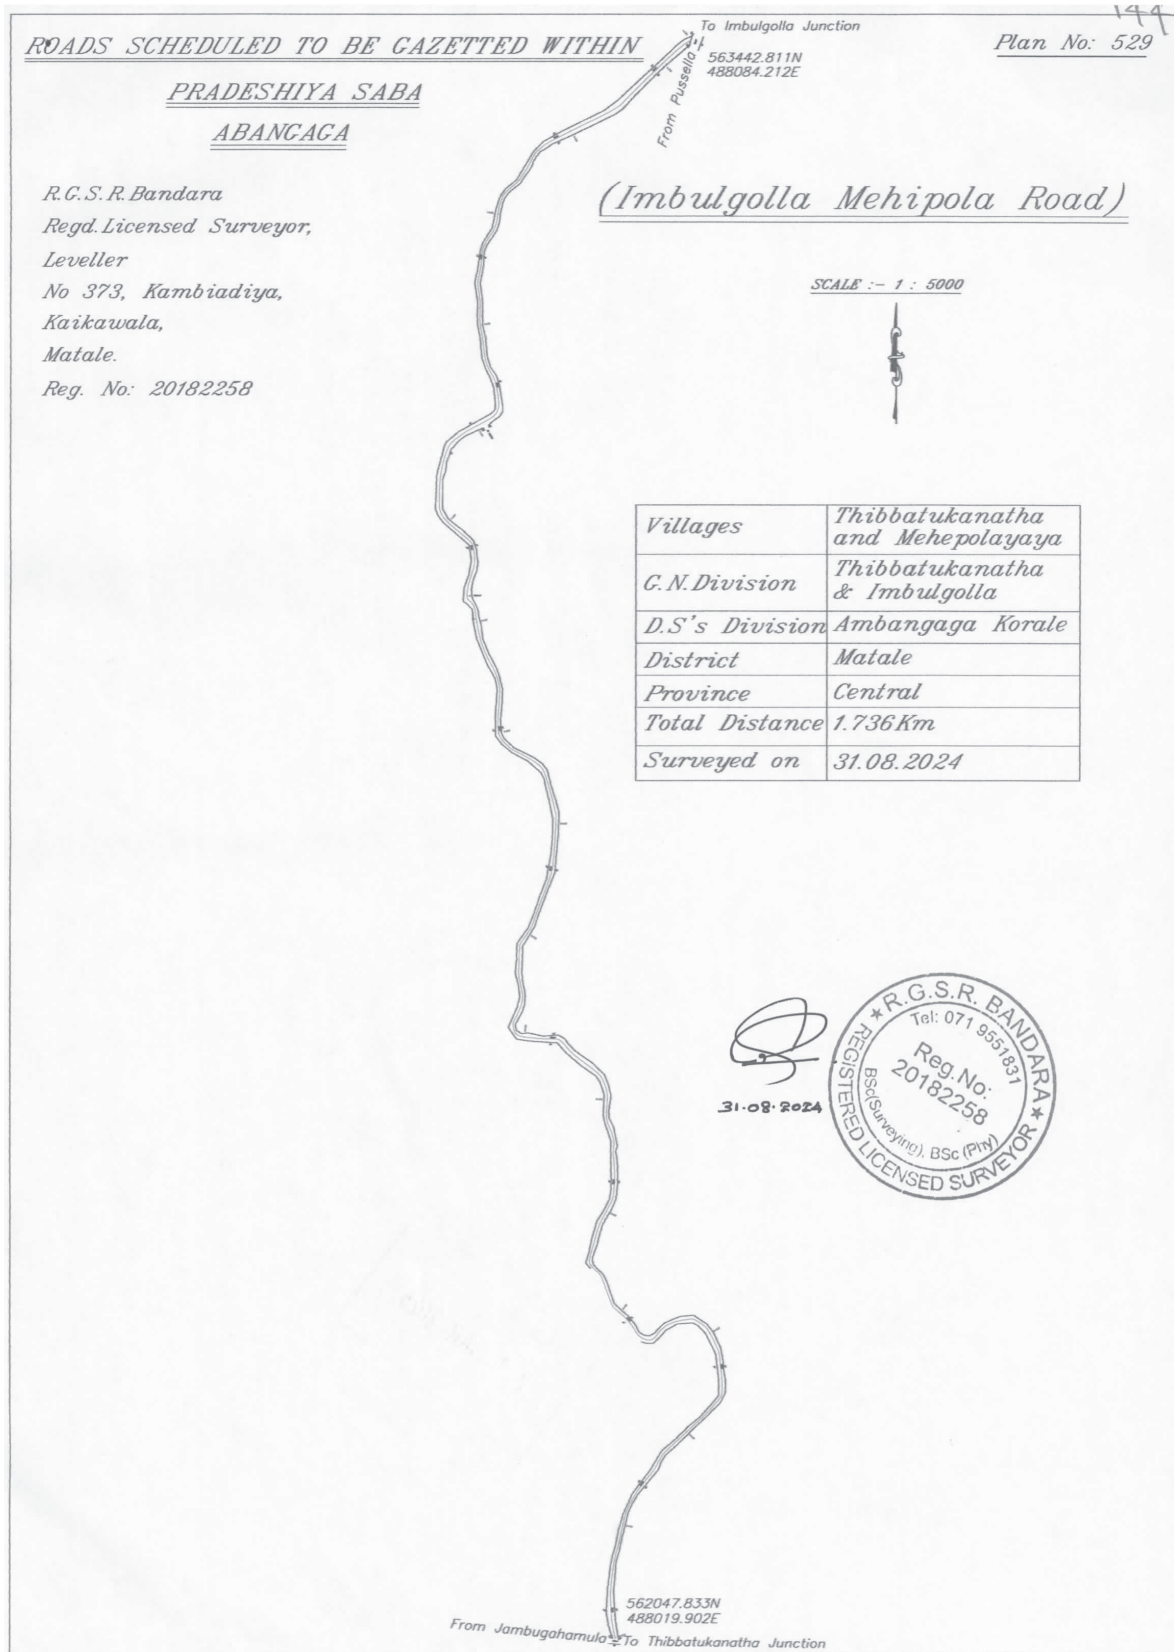 144
To Imbulgolla Junction
ROADS SCHEDULED TO BE GAZETTED WITHIN
Plan No: 529
563442.811N
488084.212E
From Pussella
PRADESHIYA SABA
ABANGAGA
R.G.S.R.Bandara
Regd.Licensed Surveyor,
Leveller
No 373, Kambiadiya,
Kaikawala,
Matale.
Reg. No: 20182258
(Imbulgolla Mehipola Road)
SCALE :- 1 : 5000
Villages Thibbatukanatha
and Mehepolayaya
G.N.Division Thibbatukanatha
& Imbulgolla
D.S's Division Ambangaga Korale
District Matale
Province Central
Total Distance 1.736Km
Surveyed on 31.08.2024
31.08.2024
★ R.G.S.R. BANDARA ★
REGISTERED LICENSED SURVEYOR
Tel: 071 9551831
Reg.No:
20182258
BSc(Surveying), BSc (Phy)
562047.833N
488019.902E
From Jambugahamula
To Thibbatukanatha Junction